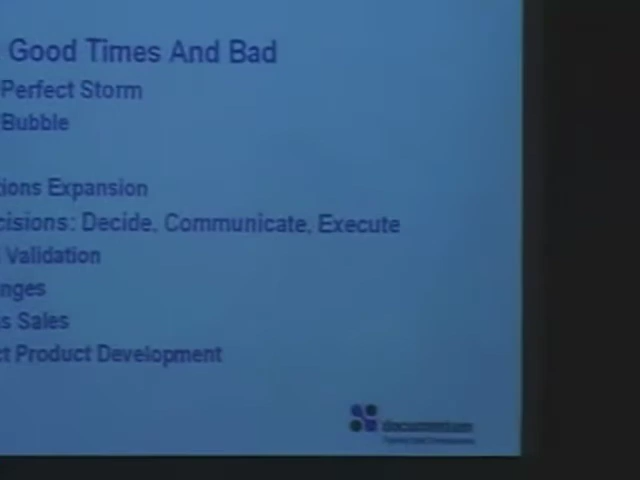 Good Times And Bad
Perfect Storm
Bubble
tions Expansion
cisions: Decide, Communicate, Execute
Validation
nges
s Sales
ct Product Development
documentum